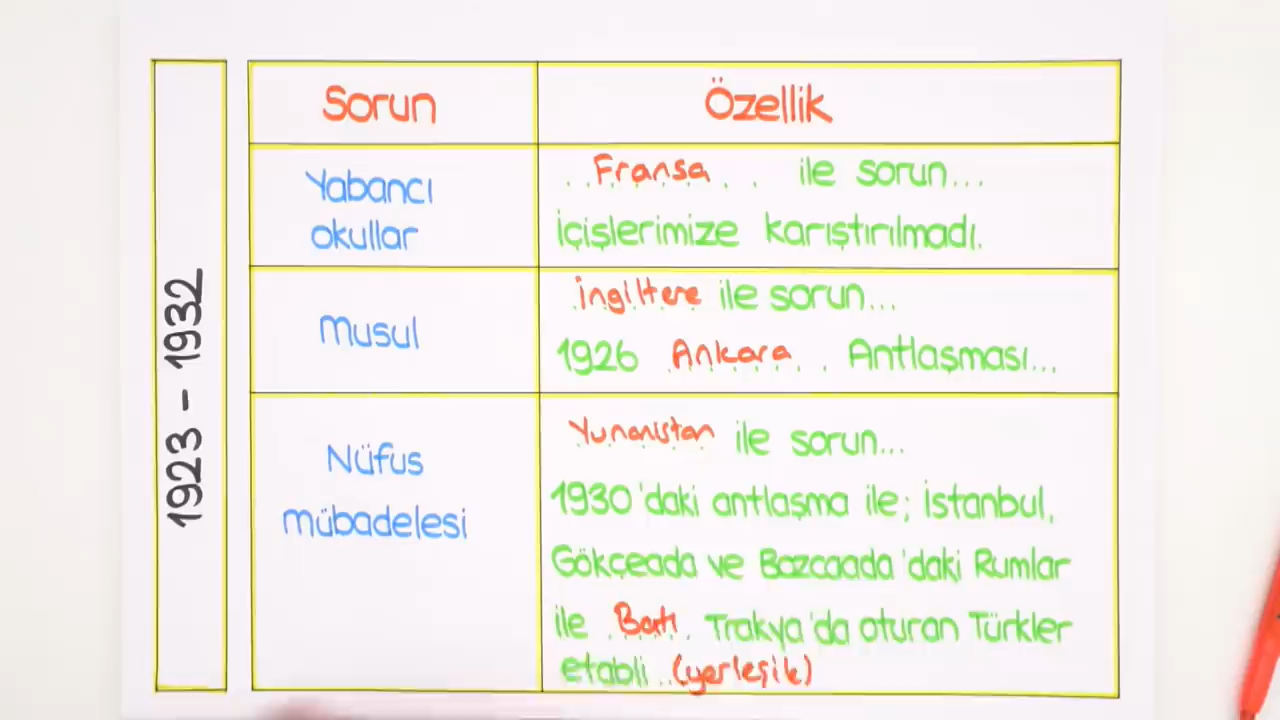 1923 - 1932
Sorun
Özellik
Yabancı
okullar
..Fransa.. ile sorun...
İçişlerimize karıştırılmadı.
Musul
İngiltere ile sorun...
1926 Ankara.. Antlaşması...
Nüfus
mübadelesi
Yunanistan ile sorun...
1930'daki antlaşma ile; İstanbul,
Gökçeada ve Bozcaada'daki Rumlar
ile .Batı. Trakya'da oturan Türkler
etabli..(yerleşik)